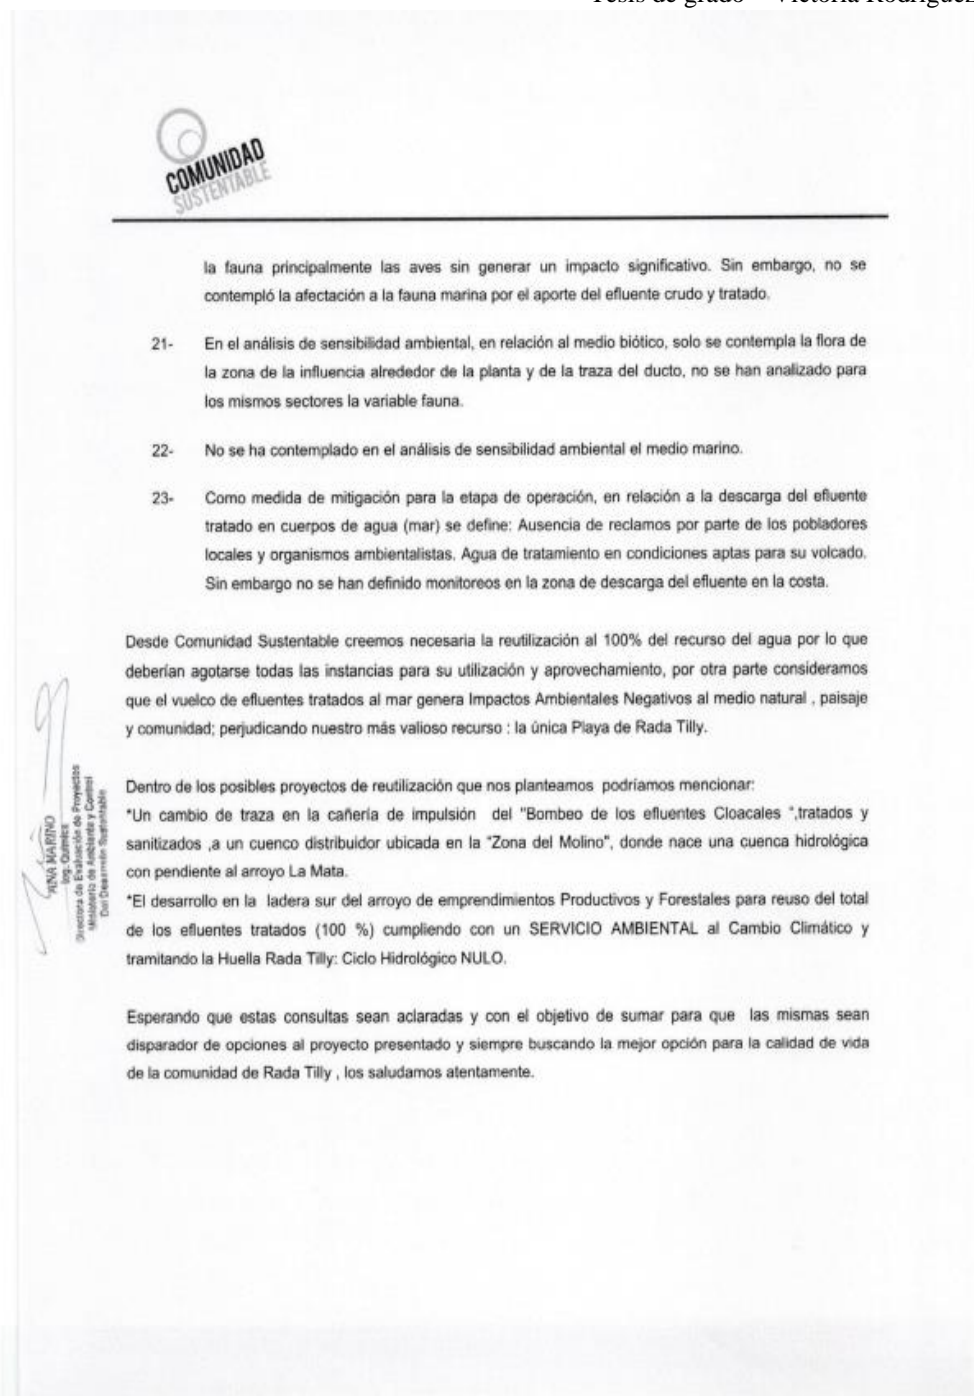 Tesis de grado – Victoria Rodríguez
COMUNIDAD
SUSTENTABLE
la fauna principalmente las aves sin generar un impacto significativo. Sin embargo, no se
contempló la afectación a la fauna marina por el aporte del efluente crudo y tratado.
21- En el análisis de sensibilidad ambiental, en relación al medio biótico, solo se contempla la flora de
la zona de la influencia alrededor de la planta y de la traza del ducto, no se han analizado para
los mismos sectores la variable fauna.
22- No se ha contemplado en el análisis de sensibilidad ambiental el medio marino.
23- Como medida de mitigación para la etapa de operación, en relación a la descarga del efluente
tratado en cuerpos de agua (mar) se define: Ausencia de reclamos por parte de los pobladores
locales y organismos ambientalistas. Agua de tratamiento en condiciones aptas para su volcado.
Sin embargo no se han definido monitoreos en la zona de descarga del efluente en la costa.
Desde Comunidad Sustentable creemos necesaria la reutilización al 100% del recurso del agua por lo que
deberían agotarse todas las instancias para su utilización y aprovechamiento, por otra parte consideramos
que el vuelco de efluentes tratados al mar genera Impactos Ambientales Negativos al medio natural , paisaje
y comunidad; perjudicando nuestro más valioso recurso : la única Playa de Rada Tilly.
Dentro de los posibles proyectos de reutilización que nos planteamos podríamos mencionar:
*Un cambio de traza en la cañería de impulsión del "Bombeo de los efluentes Cloacales ",tratados y
sanitizados ,a un cuenco distribuidor ubicada en la "Zona del Molino", donde nace una cuenca hidrológica
con pendiente al arroyo La Mata.
*El desarrollo en la ladera sur del arroyo de emprendimientos Productivos y Forestales para reuso del total
de los efluentes tratados (100 %) cumpliendo con un SERVICIO AMBIENTAL al Cambio Climático y
tramitando la Huella Rada Tilly: Ciclo Hidrológico NULO.
Esperando que estas consultas sean aclaradas y con el objetivo de sumar para que las mismas sean
disparador de opciones al proyecto presentado y siempre buscando la mejor opción para la calidad de vida
de la comunidad de Rada Tilly , los saludamos atentamente.
ANA MARINO
Ing. Química
Directora de Evaluación de Proyectos
Ministerio de Ambiente y Control
Del Desarrollo Sustentable